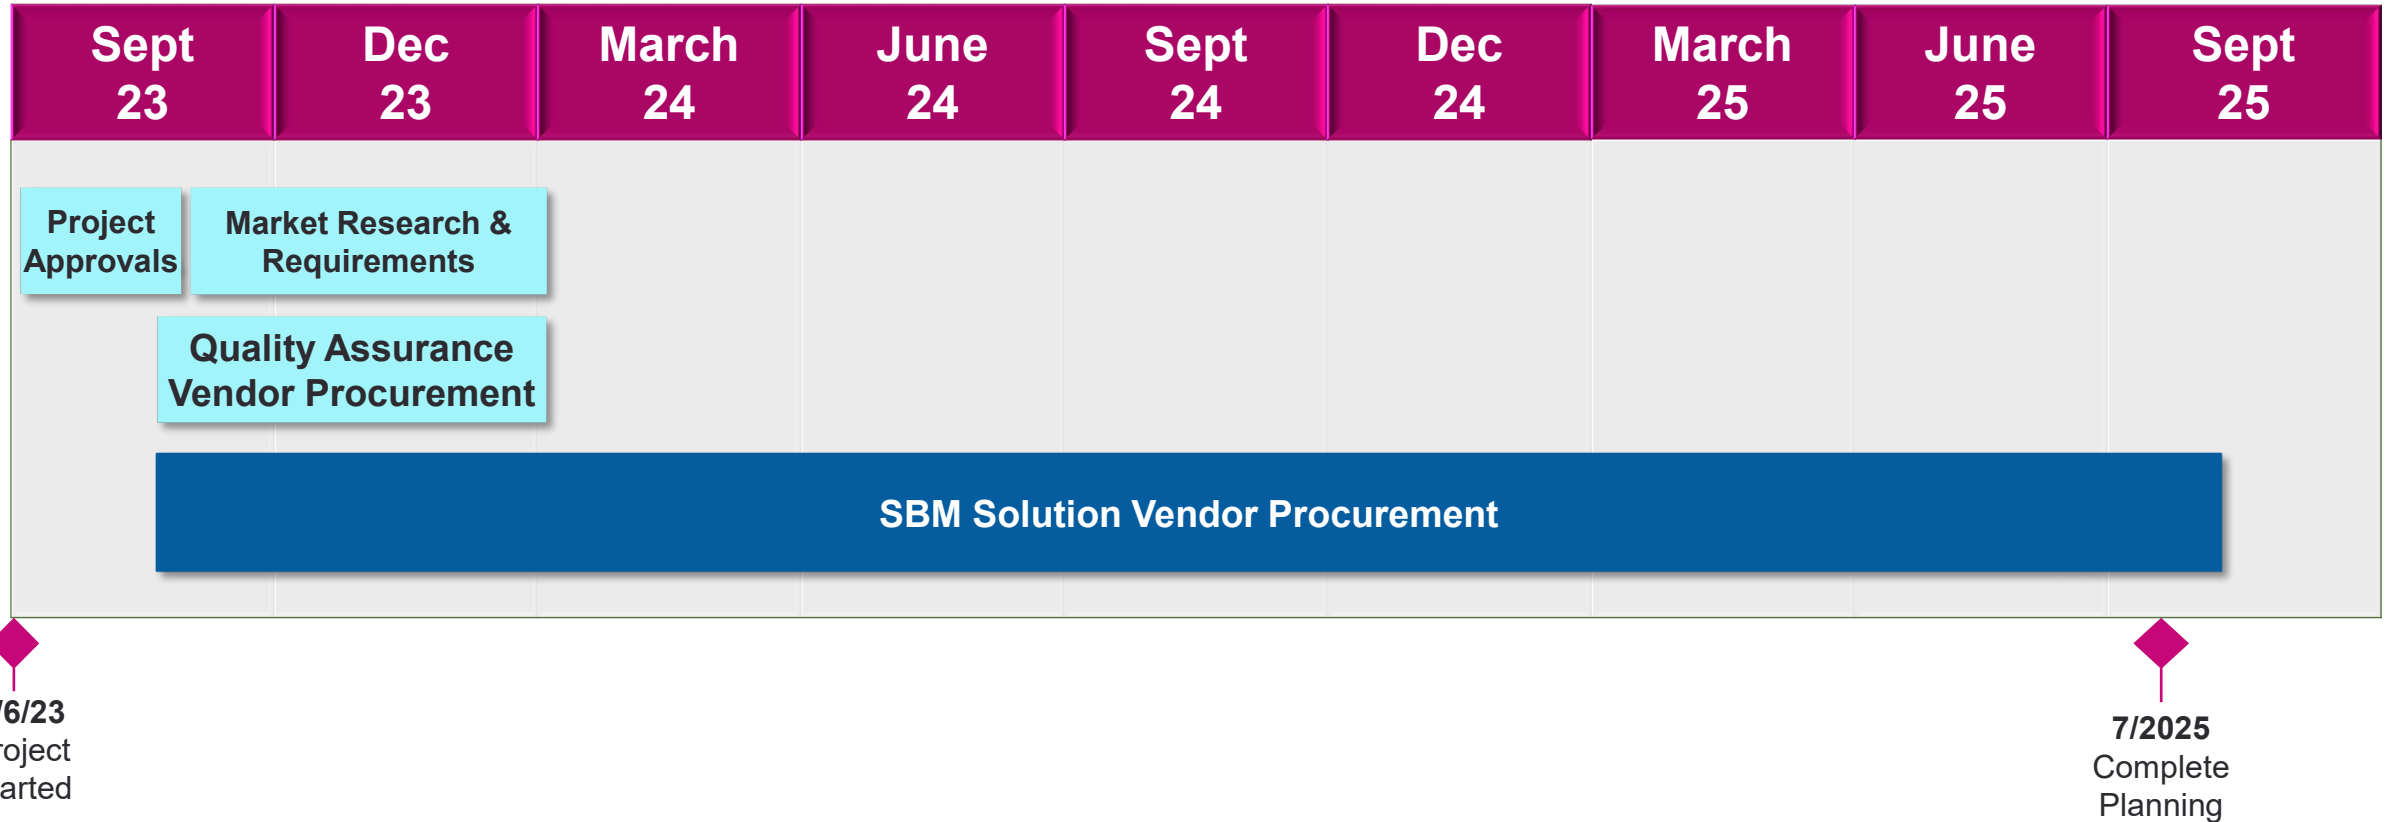 Sept
23
Dec
23
March
24
June
24
Sept
24
Dec
24
March
25
June
25
Sept
25
Project
Approvals
Market Research &
Requirements
Quality Assurance
Vendor Procurement
SBM Solution Vendor Procurement
/6/23
roject
arted
7/2025
Complete
Planning